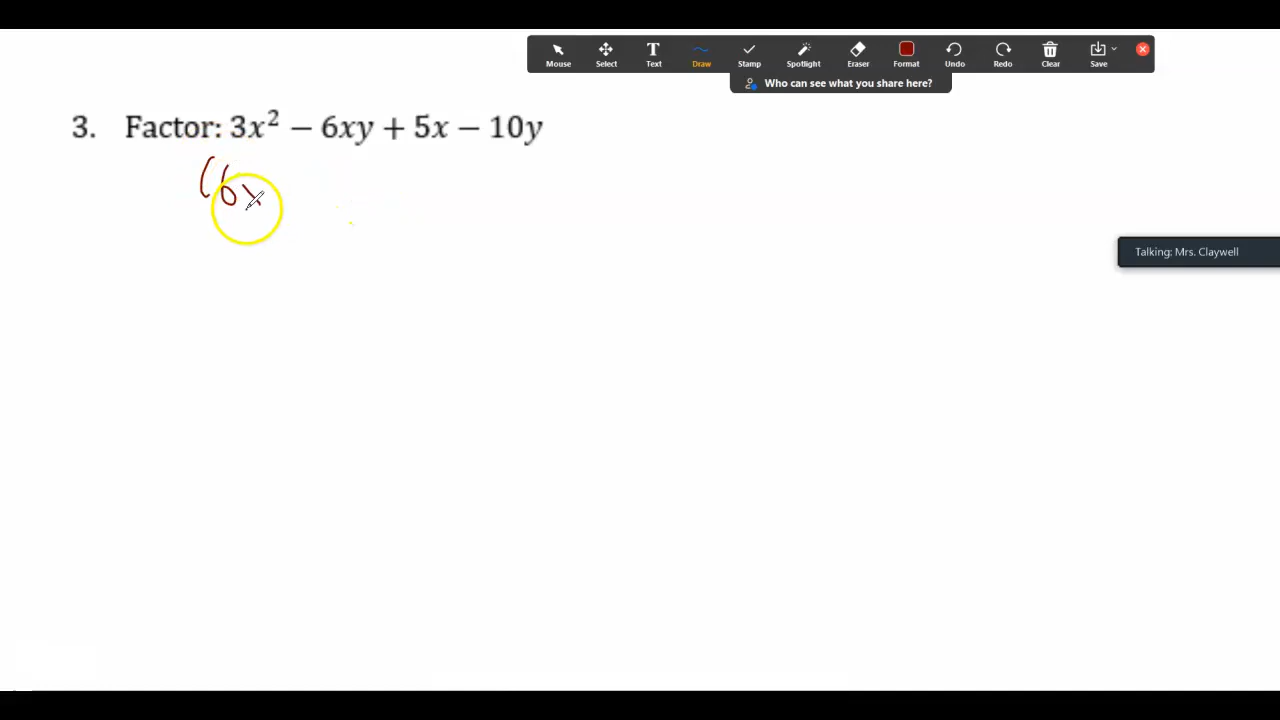 Mouse Select Text Draw Stamp Spotlight Eraser Format Undo Redo Clear Save
Who can see what you share here?
3. Factor: 3x² − 6xy + 5x − 10y
(6x
Talking: Mrs. Claywell